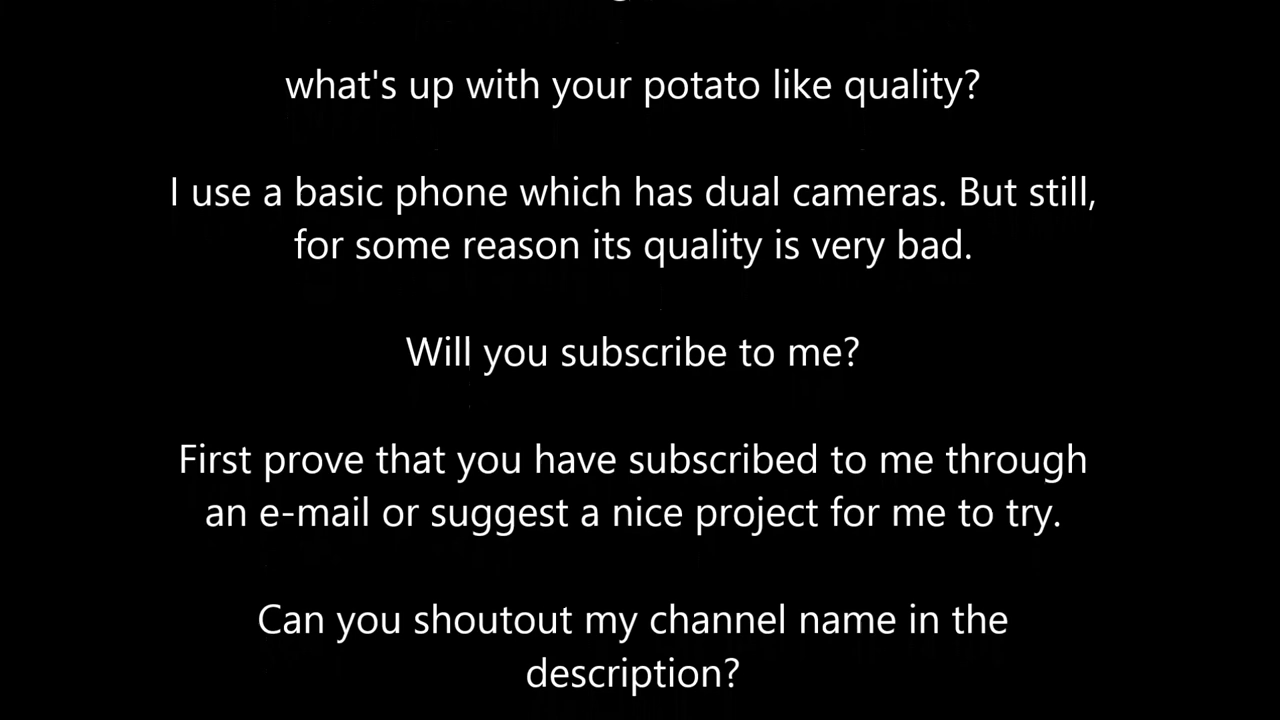 what's up with your potato like quality?
I use a basic phone which has dual cameras. But still,
for some reason its quality is very bad.
Will you subscribe to me?
First prove that you have subscribed to me through
an e-mail or suggest a nice project for me to try.
Can you shoutout my channel name in the
description?